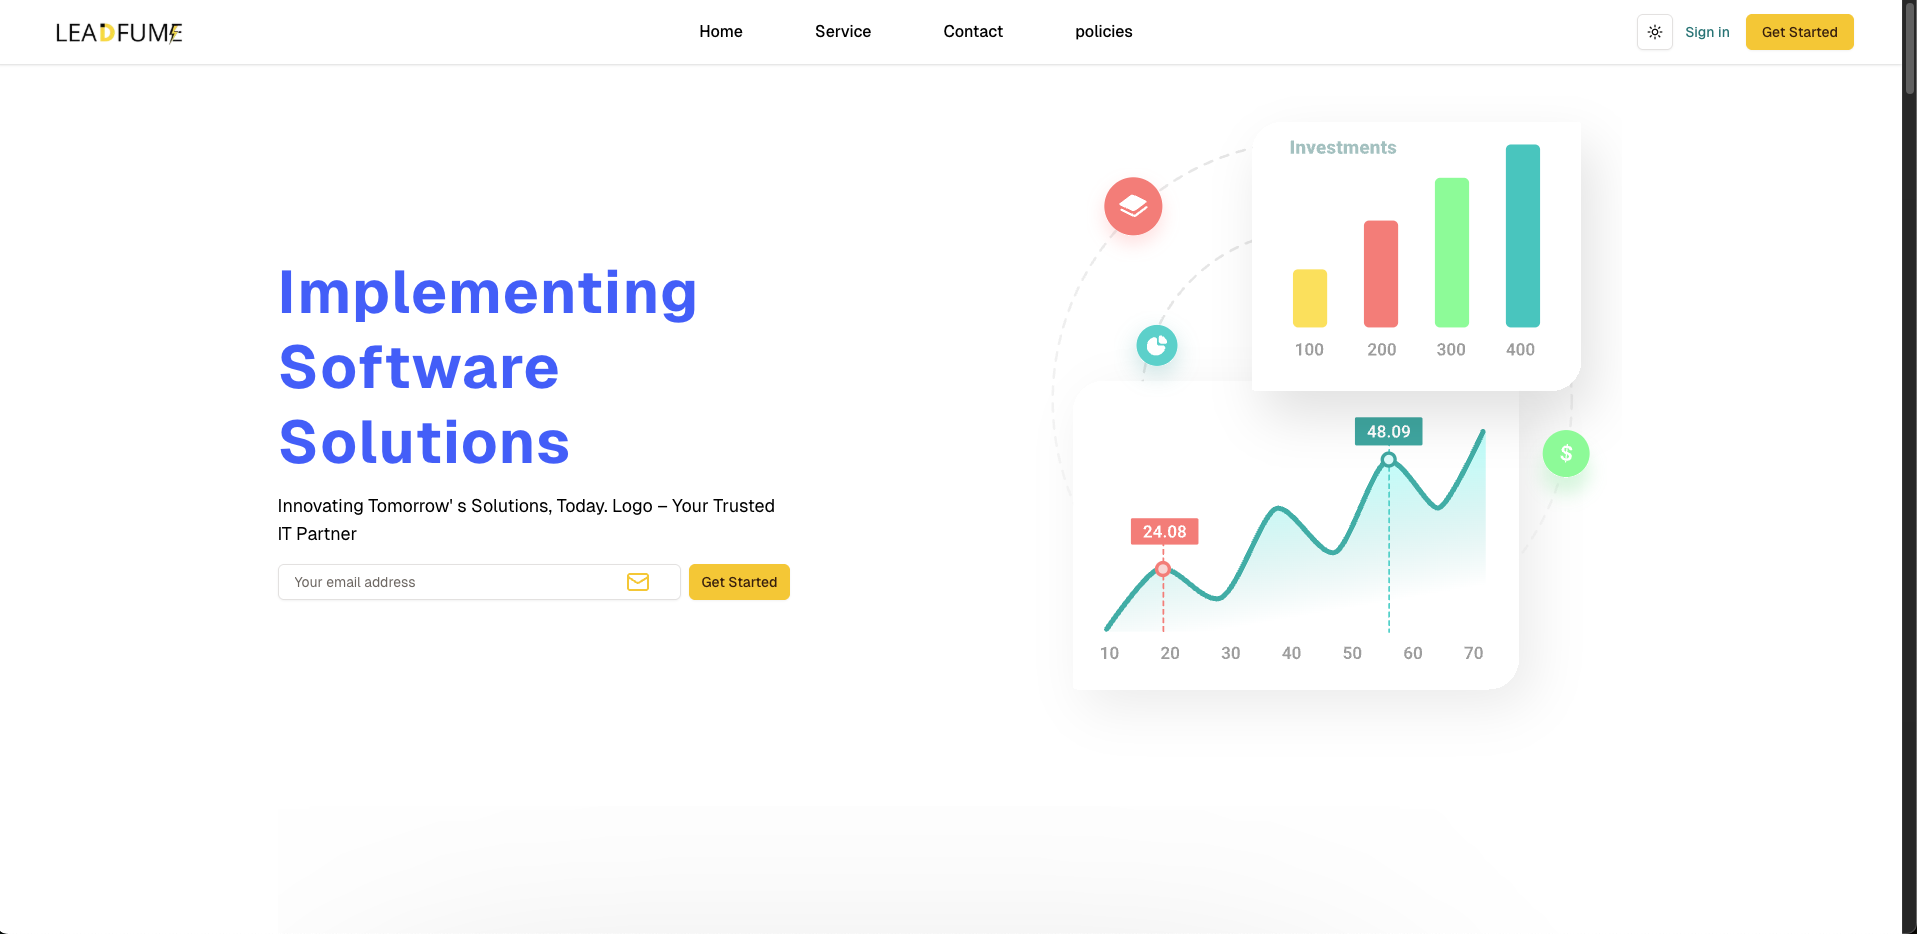 LEADFUME
Home
Service
Contact
policies
Sign in
Get Started
Implementing
Software
Solutions
Innovating Tomorrow' s Solutions, Today. Logo – Your Trusted
IT Partner
Your email address
Get Started
Investments
100 200 300 400
$
48.09
24.08
10 20 30 40 50 60 70